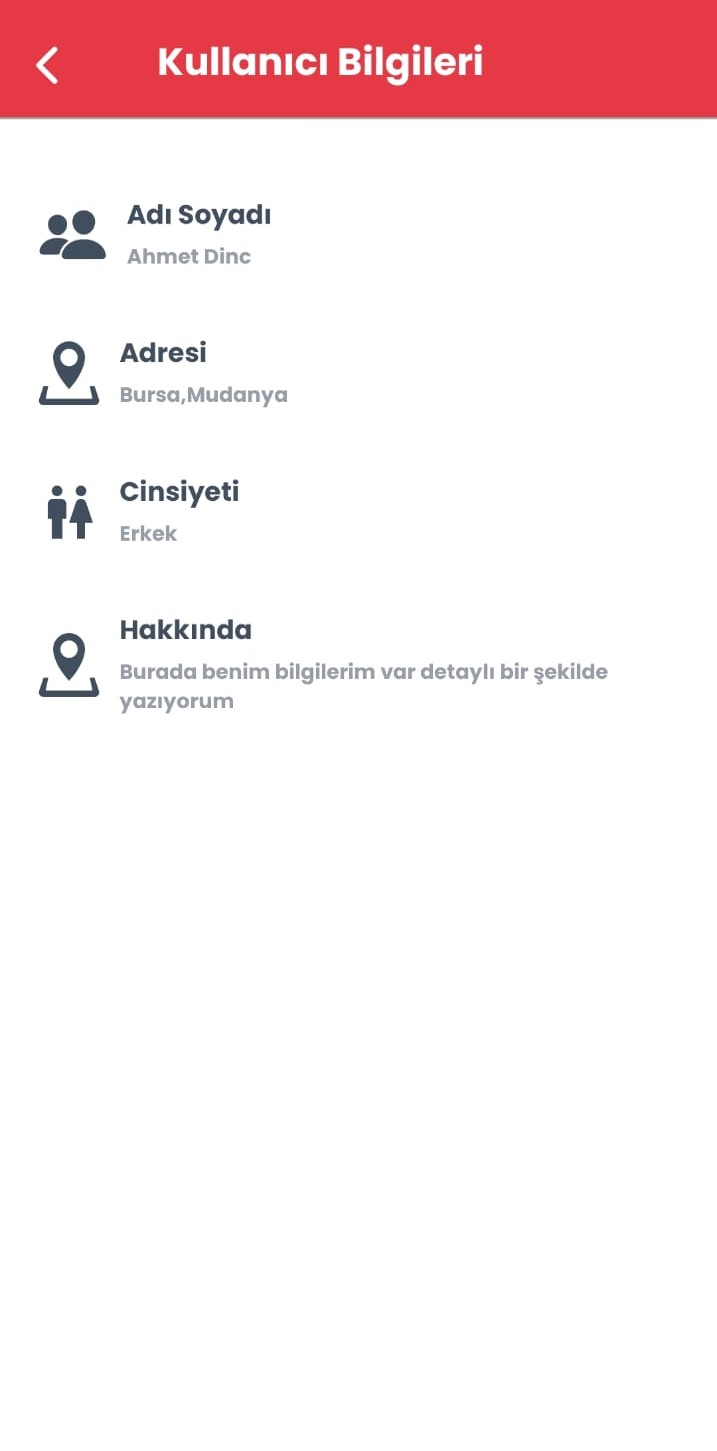 Kullanıcı Bilgileri
Adı Soyadı
Ahmet Dinc
Adresi
Bursa,Mudanya
Cinsiyeti
Erkek
Hakkında
Burada benim bilgilerim var detaylı bir şekilde
yazıyorum